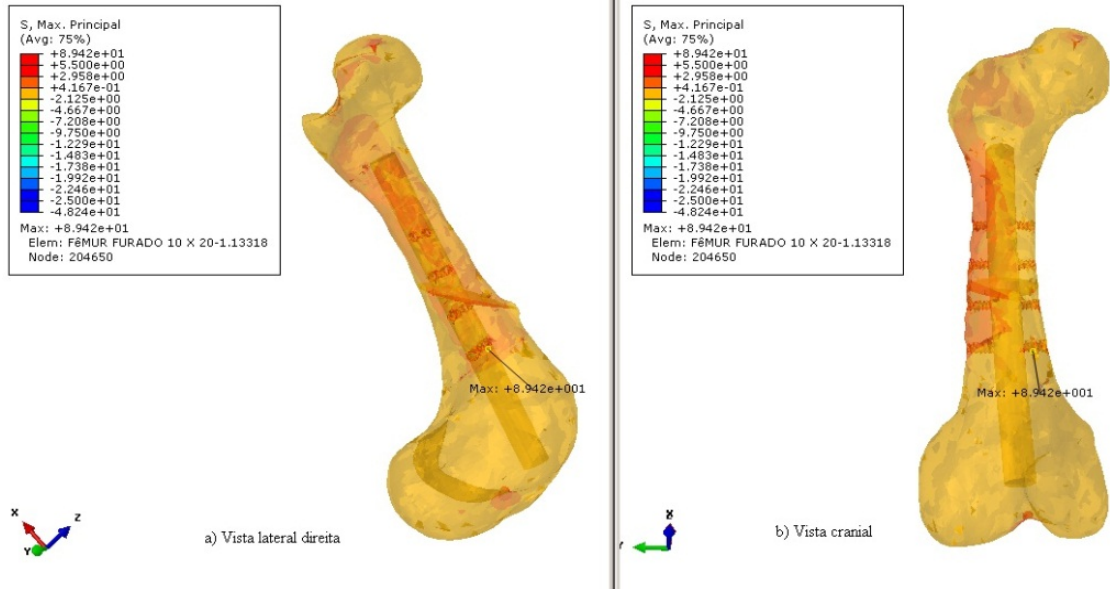 S, Max. Principal
(Avg: 75%)
+8.942e+01
+5.500e+00
+2.958e+00
+4.167e-01
-2.125e+00
-4.667e+00
-7.208e+00
-9.750e+00
-1.229e+01
-1.483e+01
-1.738e+01
-1.992e+01
-2.246e+01
-2.500e+01
-4.824e+01
Max: +8.942e+01
Elem: FêMUR FURADO 10 X 20-1.13318
Node: 204650
Max: +8.942e+001
X
Z
Y
a) Vista lateral direita
S, Max. Principal
(Avg: 75%)
+8.942e+01
+5.500e+00
+2.958e+00
+4.167e-01
-2.125e+00
-4.667e+00
-7.208e+00
-9.750e+00
-1.229e+01
-1.483e+01
-1.738e+01
-1.992e+01
-2.246e+01
-2.500e+01
-4.824e+01
Max: +8.942e+01
Elem: FêMUR FURADO 10 X 20-1.13318
Node: 204650
Max: +8.942e+001
Y
b) Vista cranial